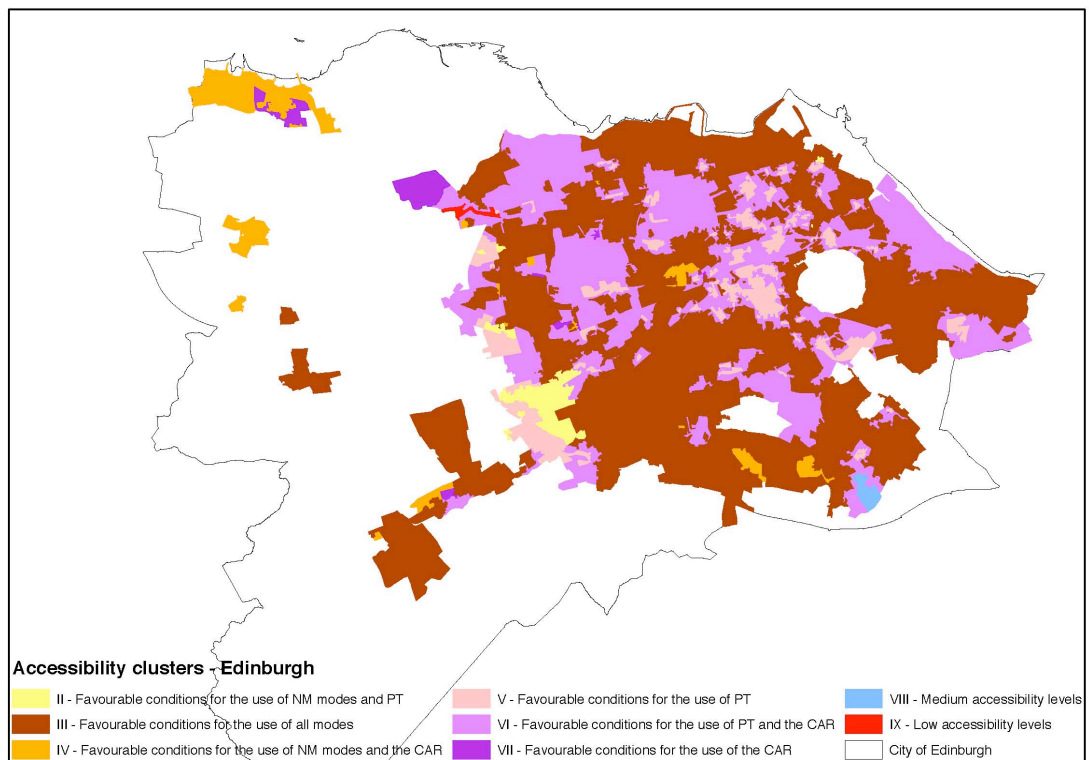 Accessibility clusters - Edinburgh
II - Favourable conditions for the use of NM modes and PT
III - Favourable conditions for the use of all modes
IV - Favourable conditions for the use of NM modes and the CAR
V - Favourable conditions for the use of PT
VI - Favourable conditions for the use of PT and the CAR
VII - Favourable conditions for the use of the CAR
VIII - Medium accessibility levels
IX - Low accessibility levels
City of Edinburgh